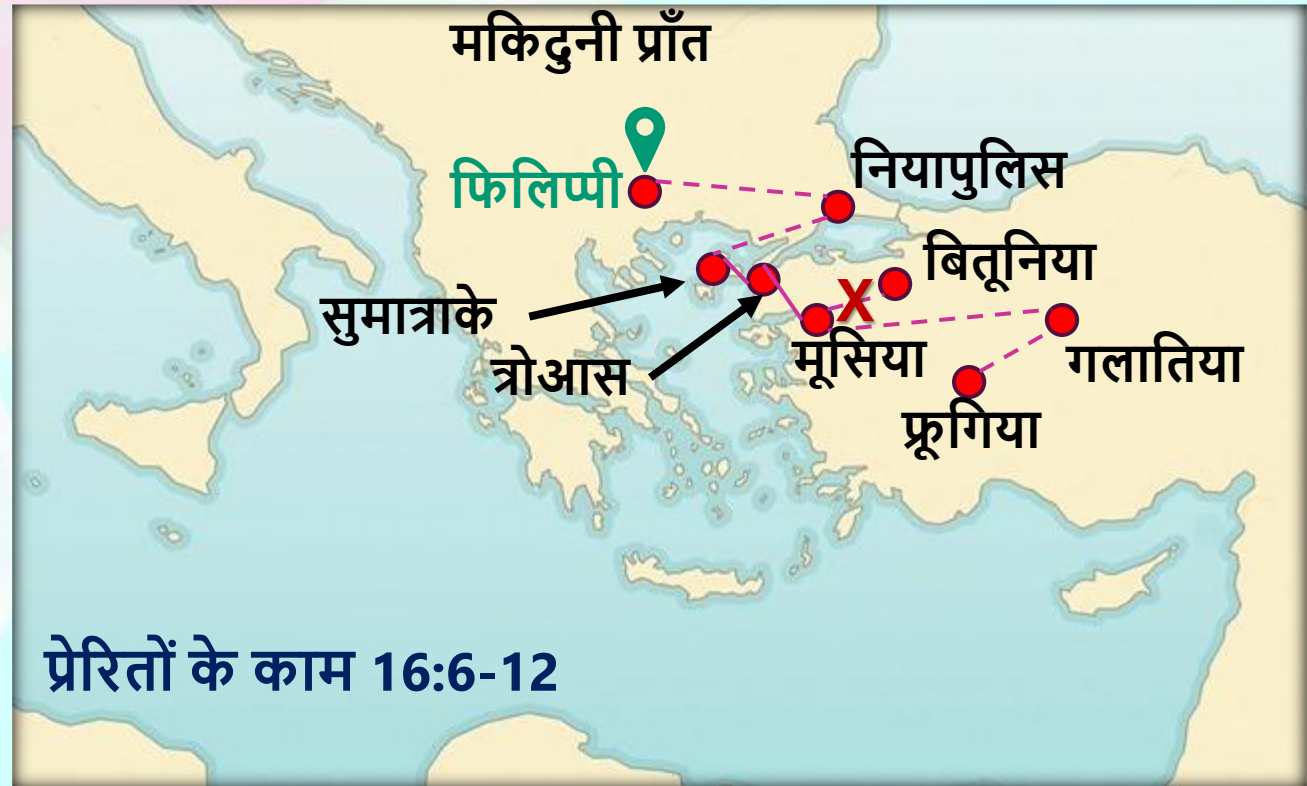 मकिदुनी प्राँत
नियापुलिस
फिलिप्पी
बितूनिया
X
सुमात्राके
त्रोआस
मूसिया
गलातिया
फ्रूगिया
प्रेरितों के काम 16:6-12